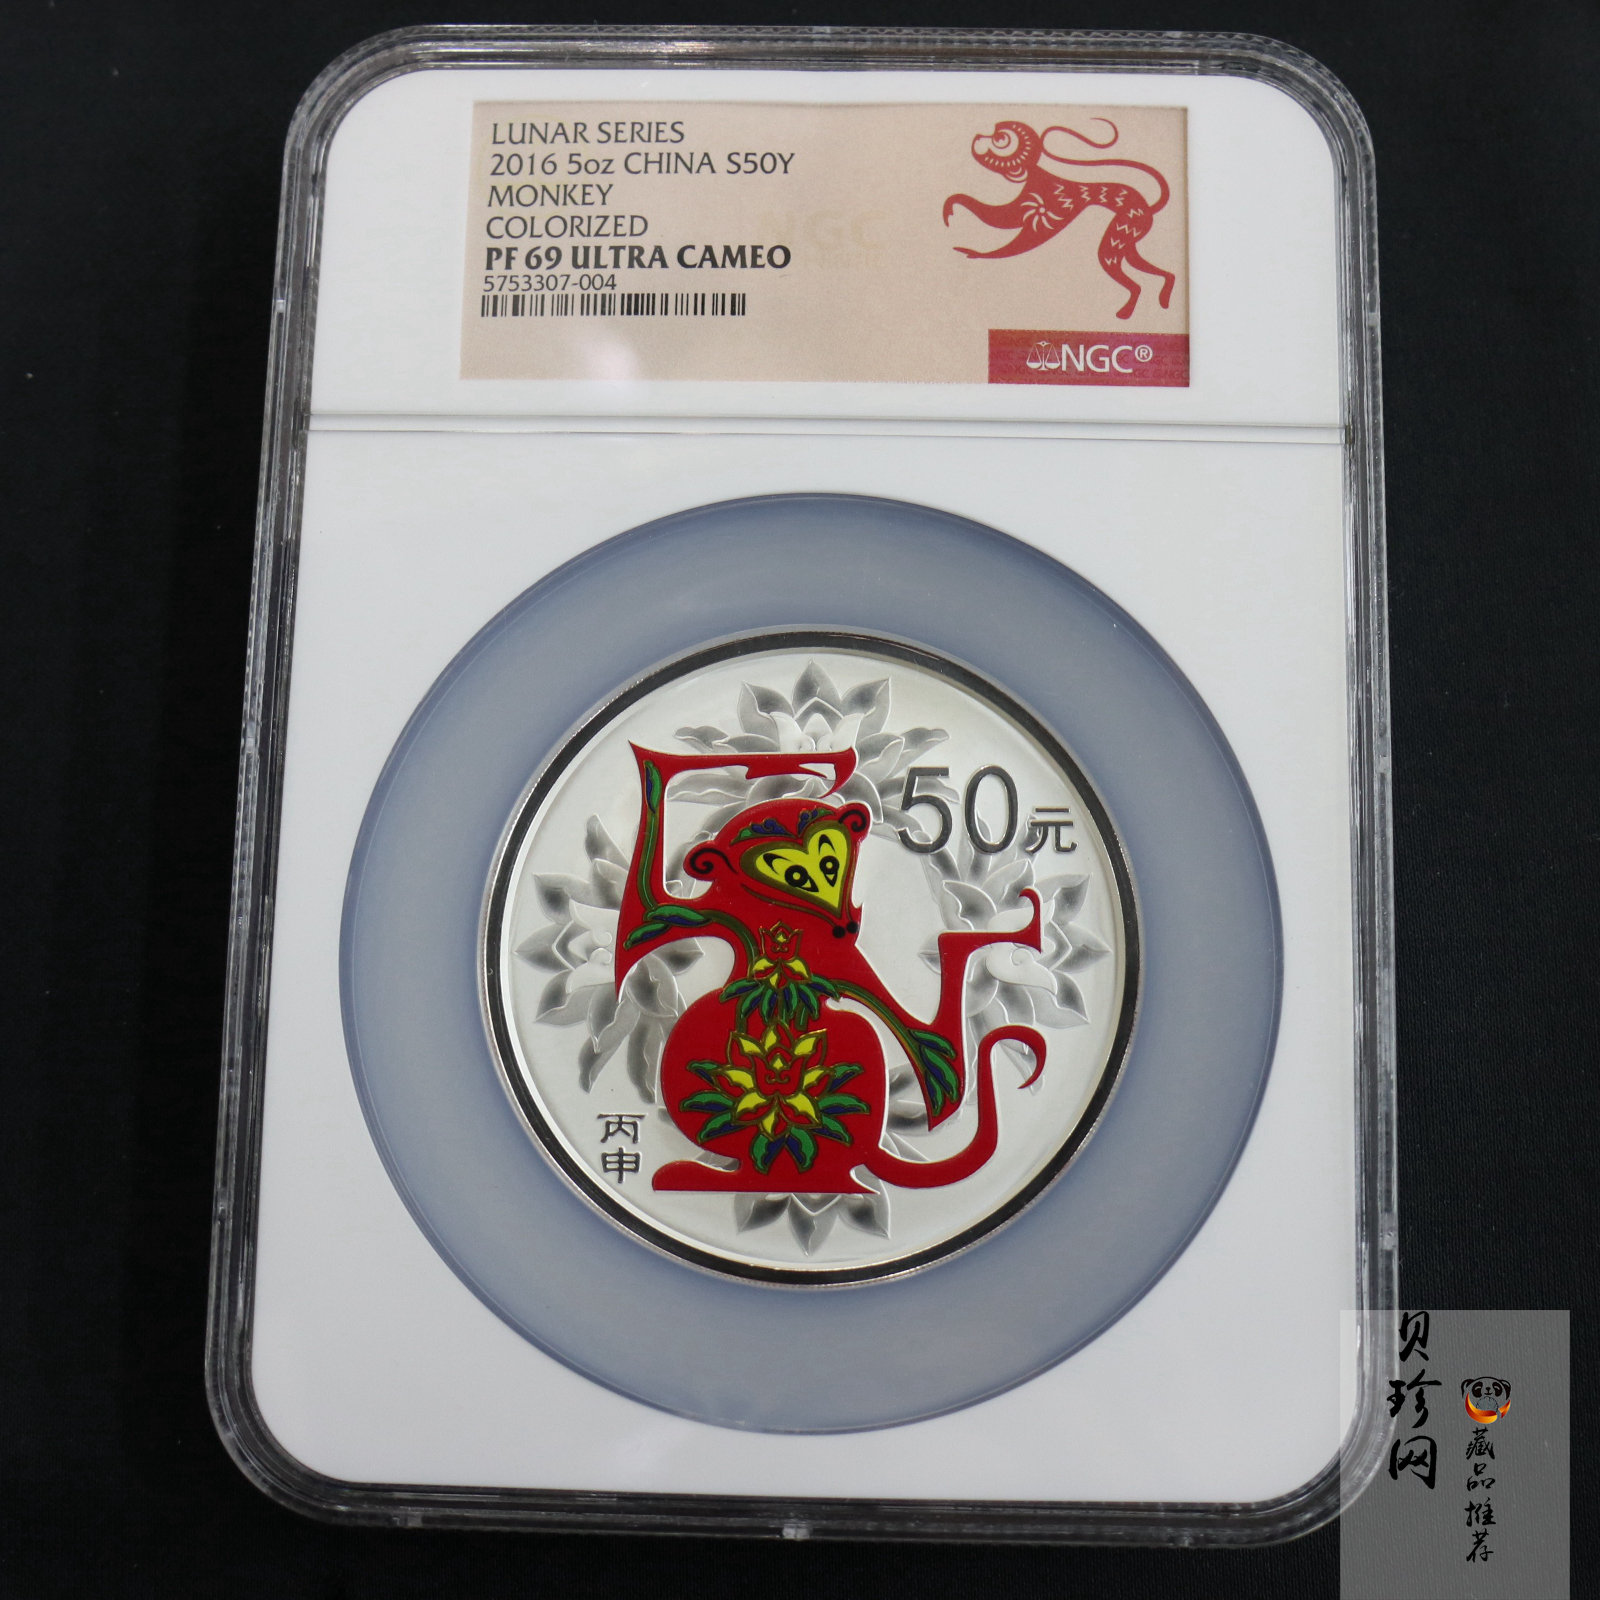 LUNAR SERIES
2016 5oz CHINA S50Y
MONKEY
COLORIZED
PF 69 ULTRA CAMEO
5753307-004
NGC®
NGC
50元
丙
申
贝珍网
藏品推荐